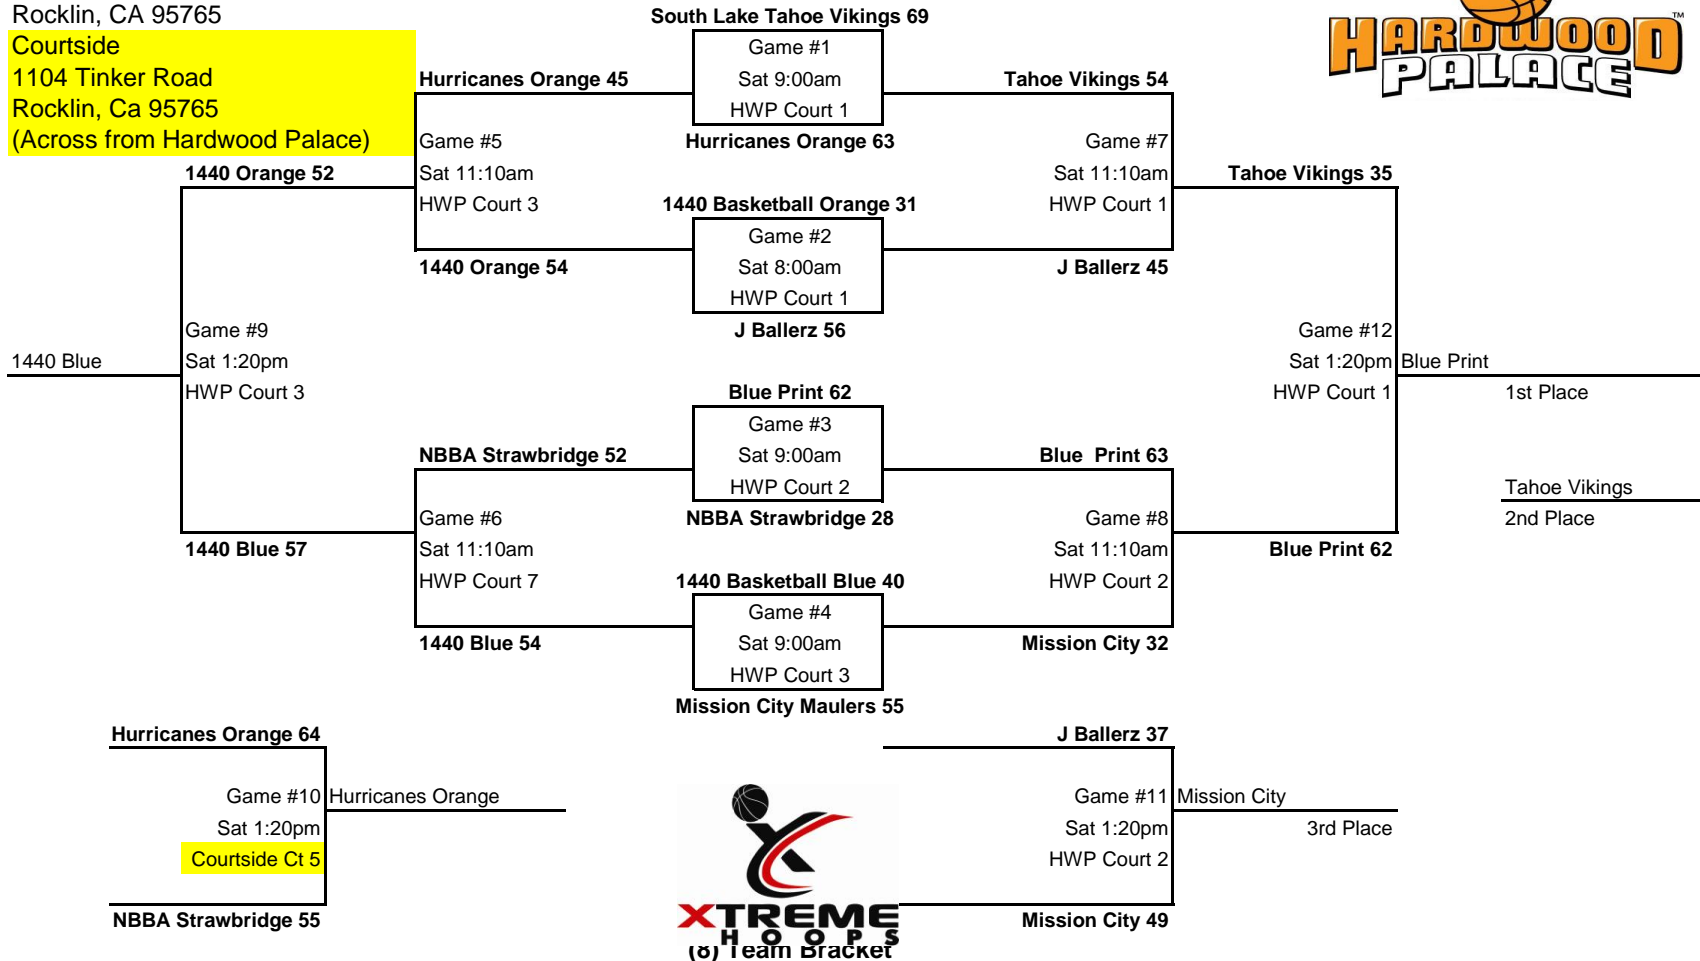 Rocklin, CA 95765
Courtside
1104 Tinker Road
Rocklin, Ca 95765
(Across from Hardwood Palace)
HARDWOOD
PALACE
TM
South Lake Tahoe Vikings 69
Game #1
Sat 9:00am
HWP Court 1
Hurricanes Orange 63
Hurricanes Orange 45
Game #5
Sat 11:10am
HWP Court 3
1440 Orange 54
Tahoe Vikings 54
Game #7
Sat 11:10am
HWP Court 1
J Ballerz 45
1440 Orange 52
Tahoe Vikings 35
1440 Basketball Orange 31
Game #2
Sat 8:00am
HWP Court 1
J Ballerz 56
Game #9
Sat 1:20pm
HWP Court 3
1440 Blue
Game #12
Sat 1:20pm
HWP Court 1
Blue Print
1st Place
Blue Print 62
Game #3
Sat 9:00am
HWP Court 2
NBBA Strawbridge 28
NBBA Strawbridge 52
Game #6
Sat 11:10am
HWP Court 7
1440 Blue 54
Blue  Print 63
Game #8
Sat 11:10am
HWP Court 2
Mission City 32
Tahoe Vikings
2nd Place
1440 Blue 57
Blue Print 62
1440 Basketball Blue 40
Game #4
Sat 9:00am
HWP Court 3
Mission City Maulers 55
Hurricanes Orange 64
Game #10
Sat 1:20pm
Courtside Ct 5
NBBA Strawbridge 55
Hurricanes Orange
J Ballerz 37
Game #11
Sat 1:20pm
HWP Court 2
Mission City 49
Mission City
3rd Place
XTREME
HOOPS
(8) Team Bracket